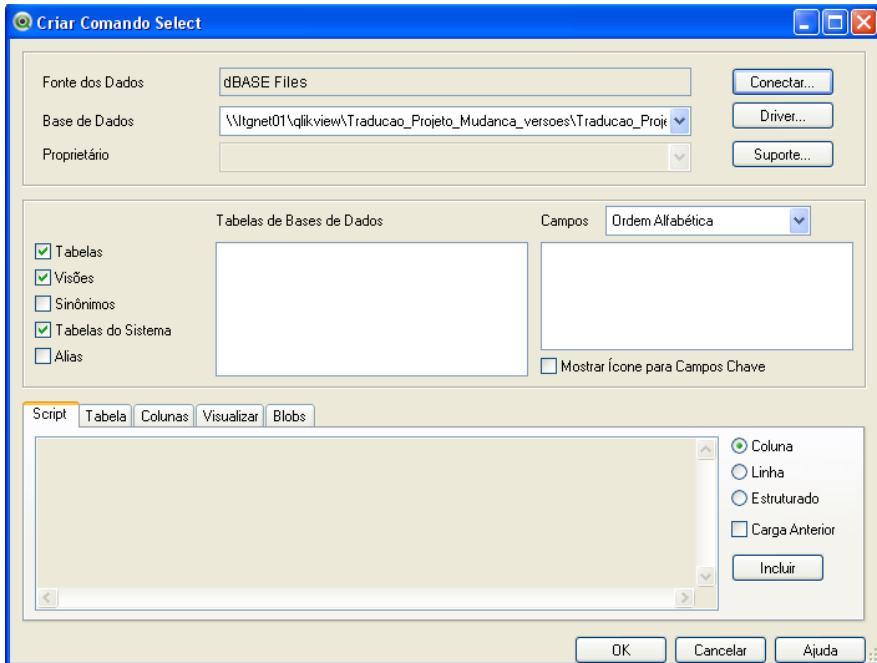 Criar Comando Select
Fonte dos Dados dBASE Files Conectar...
Base de Dados \\ltgnet01\qlikview\Traducao_Projeto_Mudanca_versoes\Traducao_Proje Driver...
Proprietário Suporte...
Tabelas de Bases de Dados Campos Ordem Alfabética
Tabelas
Visões
Sinônimos
Tabelas do Sistema
Alias
Mostrar Ícone para Campos Chave
Script Tabela Colunas Visualizar Blobs
Coluna
Linha
Estruturado
Carga Anterior
Incluir
OK Cancelar Ajuda